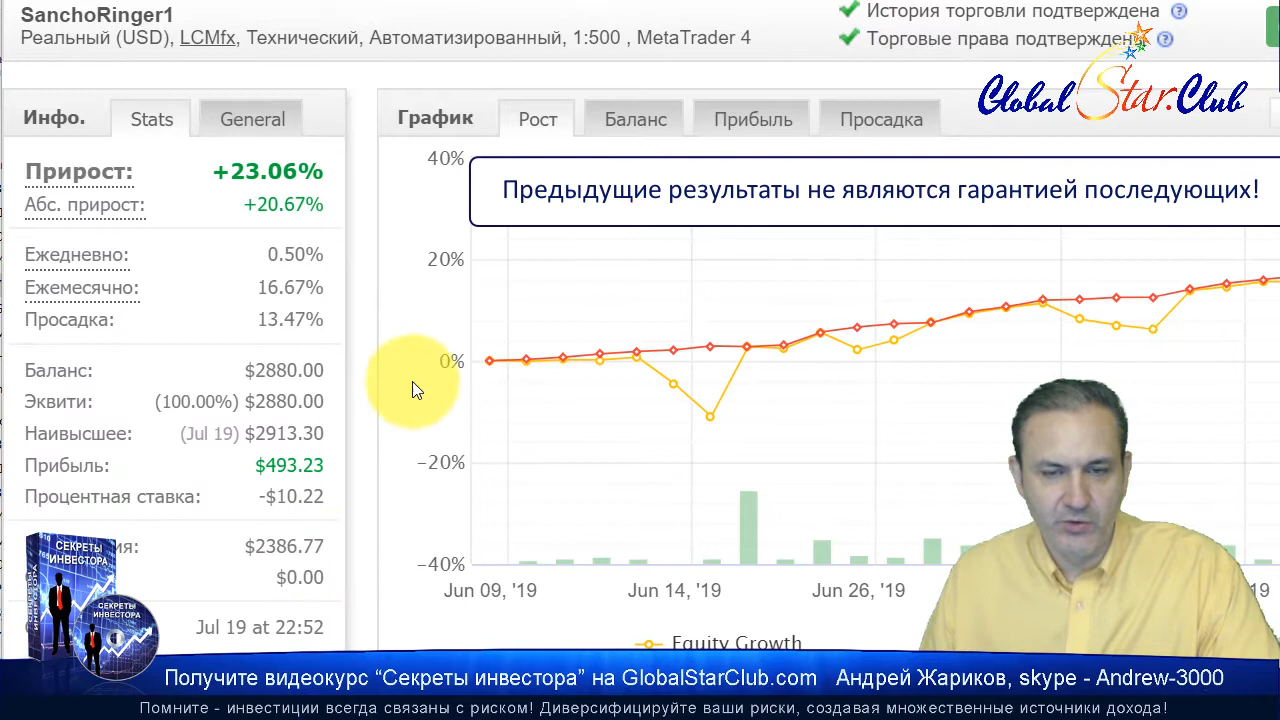 SanchoRinger1
Реальный (USD), LCMfx, Технический, Автоматизированный, 1:500 , MetaTrader 4
История торговли подтверждена
Торговые права подтверждены
Global Star.Club
Инфо. Stats General
График Рост Баланс Прибыль Просадка
Прирост: +23.06%
Абс. прирост: +20.67%
Ежедневно: 0.50%
Ежемесячно: 16.67%
Просадка: 13.47%
Баланс: $2880.00
Эквити: (100.00%) $2880.00
Наивысшее: (Jul 19) $2913.30
Прибыль: $493.23
Процентная ставка: -$10.22
ия: $2386.77
$0.00
Jul 19 at 22:52
40%
Предыдущие результаты не являются гарантией последующих!
20%
0%
−20%
−40%
Jun 09, '19 Jun 14, '19 Jun 26, '19 19
Equity Growth
СЕКРЕТЫ
ИНВЕСТОРА
СЕКРЕТЫ
ИНВЕСТОРА
Получите видеокурс “Секреты инвестора” на GlobalStarClub.com Андрей Жариков, skype - Andrew-3000
Помните - инвестиции всегда связаны с риском! Диверсифицируйте ваши риски, создавая множественные источники дохода!